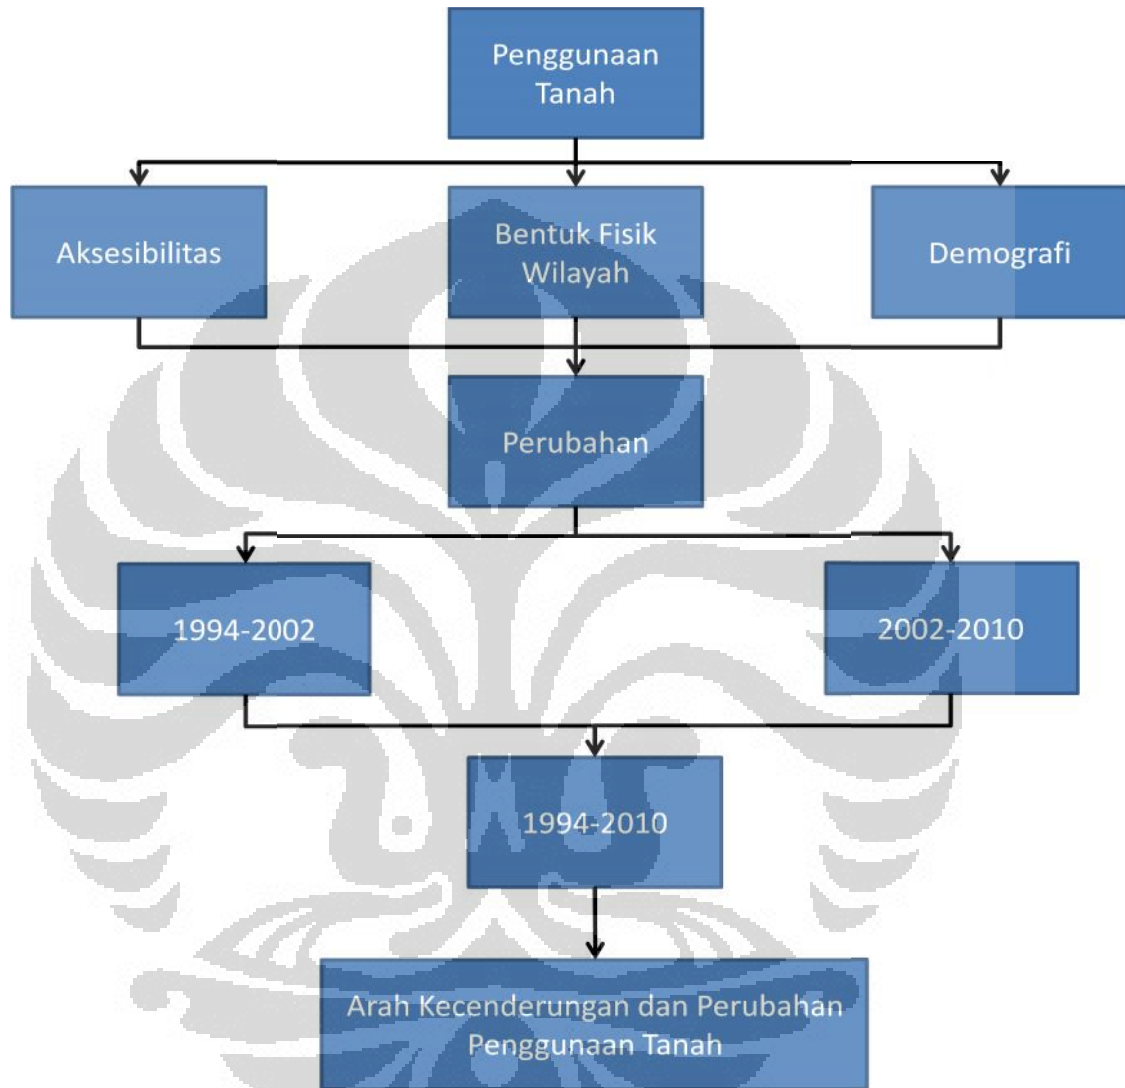 Penggunaan
Tanah
Aksesibilitas
Bentuk Fisik
Wilayah
Demografi
Perubahan
1994-2002
2002-2010
1994-2010
Arah Kecenderungan dan Perubahan
Penggunaan Tanah